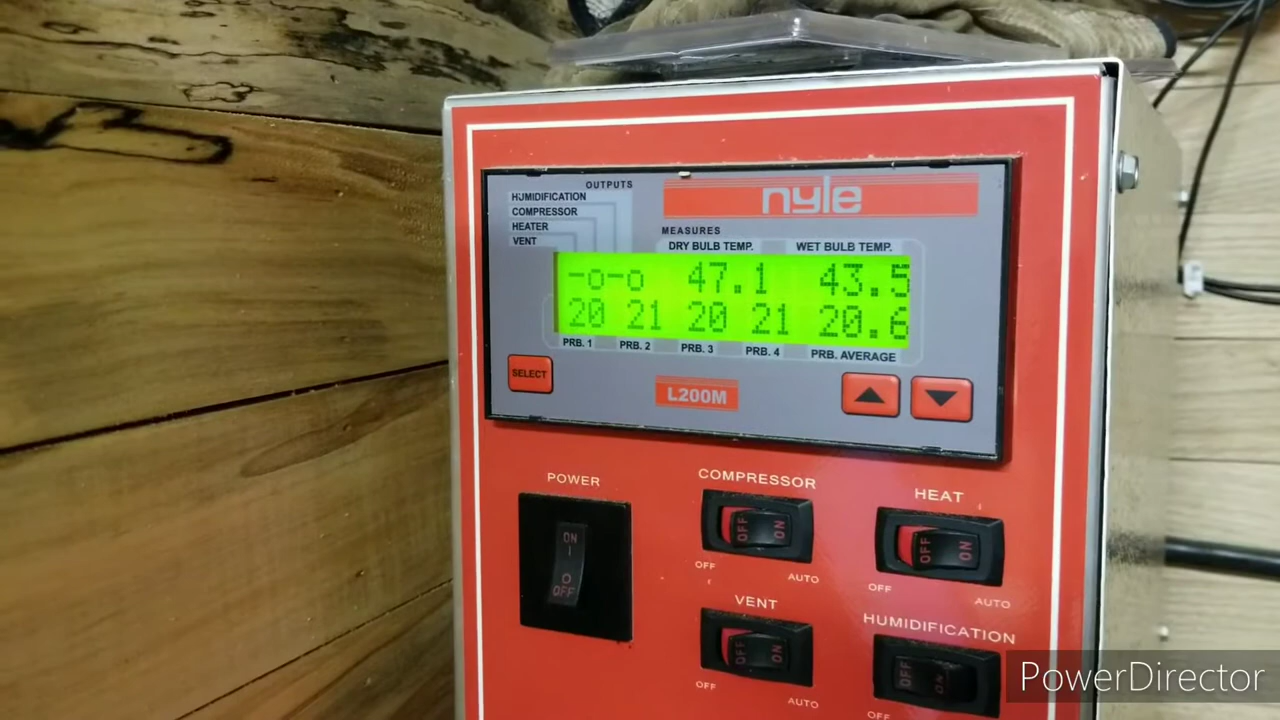 OUTPUTS
HUMIDIFICATION
COMPRESSOR
HEATER
VENT
nyle
MEASURES
DRY BULB TEMP. WET BULB TEMP.
-o-o 47.1 43.5
20 21 20 21 20.6
PRB. 1 PRB. 2 PRB. 3 PRB. 4 PRB. AVERAGE
SELECT
L200M
POWER
ON
I
O
OFF
COMPRESSOR
OFF ON
OFF AUTO
HEAT
OFF ON
OFF AUTO
VENT
OFF ON
OFF AUTO
HUMIDIFICATION
OFF ON
OFF
PowerDirector